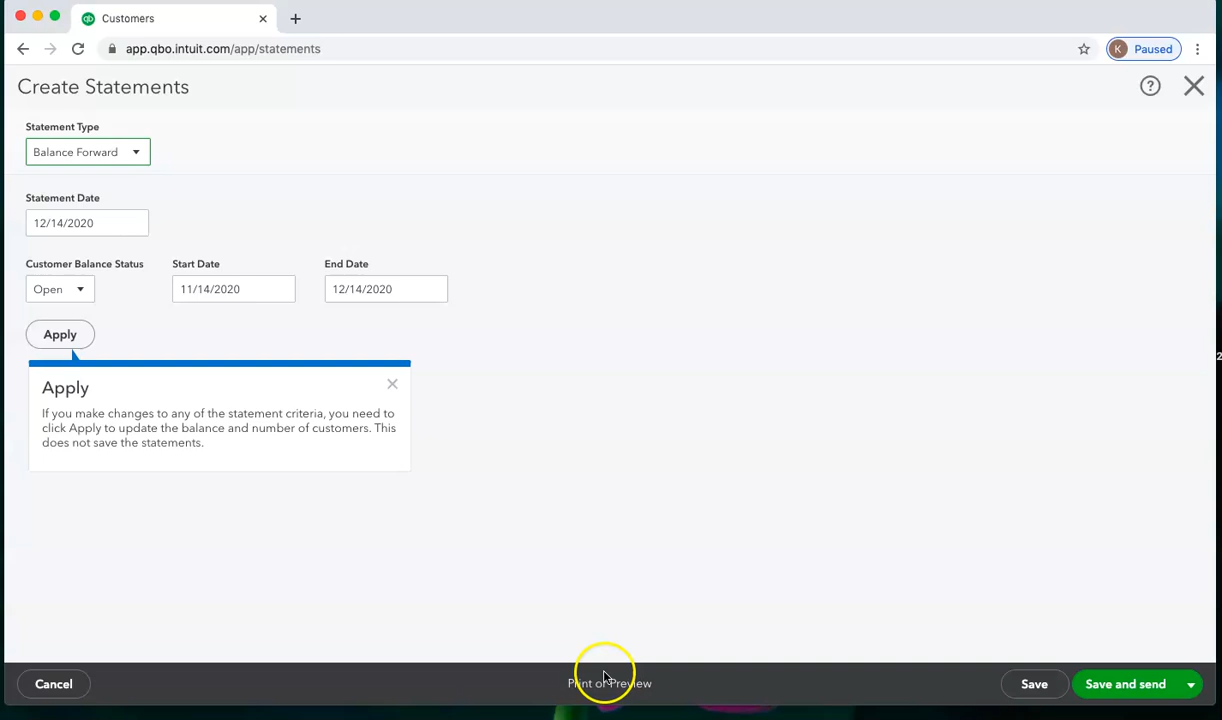 Customers
app.qbo.intuit.com/app/statements
K Paused
Create Statements
Statement Type
Balance Forward
Statement Date
12/14/2020
Customer Balance Status Start Date End Date
Open 11/14/2020 12/14/2020
Apply
Apply
If you make changes to any of the statement criteria, you need to
click Apply to update the balance and number of customers. This
does not save the statements.
Cancel Print or Preview Save Save and send